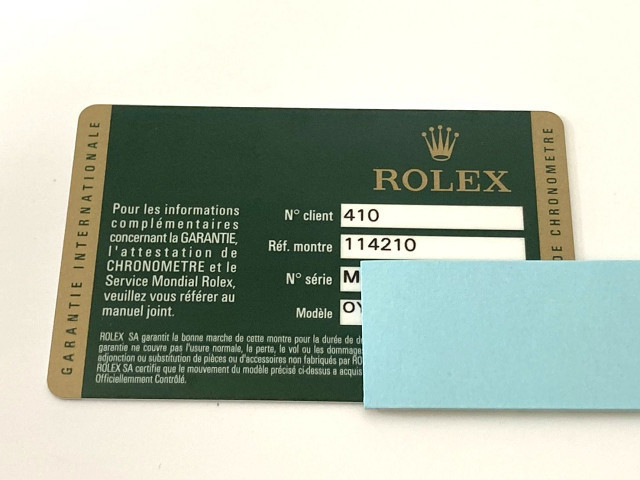 GARANTIE INTERNATIONALE
ROLEX
DE CHRONOMETRE
Pour les informations
complémentaires
concernant la GARANTIE,
l'attestation de
CHRONOMETRE et le
Service Mondial Rolex,
veuillez vous référer au
manuel joint.
N° client 410
Réf. montre 114210
N° série M
Modèle OY
ROLEX SA garantit la bonne marche de cette montre pour la durée de
garantie ne couvre pas l'usure normale, la perte, le vol ou les dommages
adjonction ou substitution de pièces ou d'accessoires non fabriqués par
ROLEX SA certifie que le mouvement du modèle précisé ci-dessus a acquis
Officiellement Contrôlé.